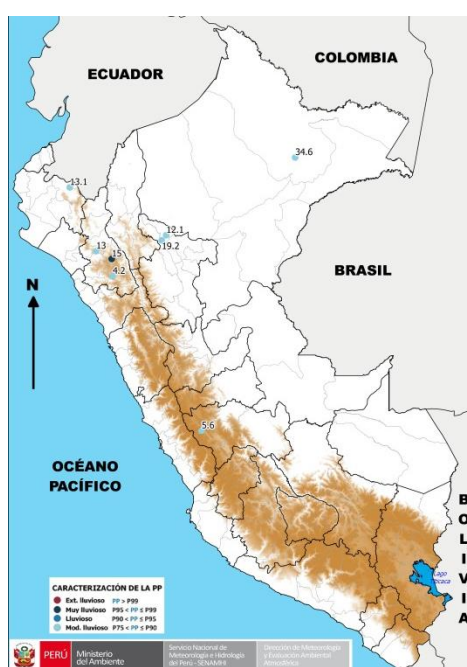 COLOMBIA
ECUADOR
34.6
13.1
12.1
19.2
13
15
4.2
BRASIL
N
5.6
OCÉANO
PACÍFICO
B
O
L
I
V
I
A
Lago
CARACTERIZACIÓN DE LA PP
Ext. lluvioso PP > P99
Muy lluvioso P95 < PP ≤ P99
Lluvioso P90 < PP ≤ P95
Mod. lluvioso P75 < PP ≤ P90
PERÚ
Ministerio
del Ambiente
Servicio Nacional de
Meteorología e Hidrología
del Perú - SENAMHI
Dirección de Meteorología
y Evaluación Ambiental
Atmosférica